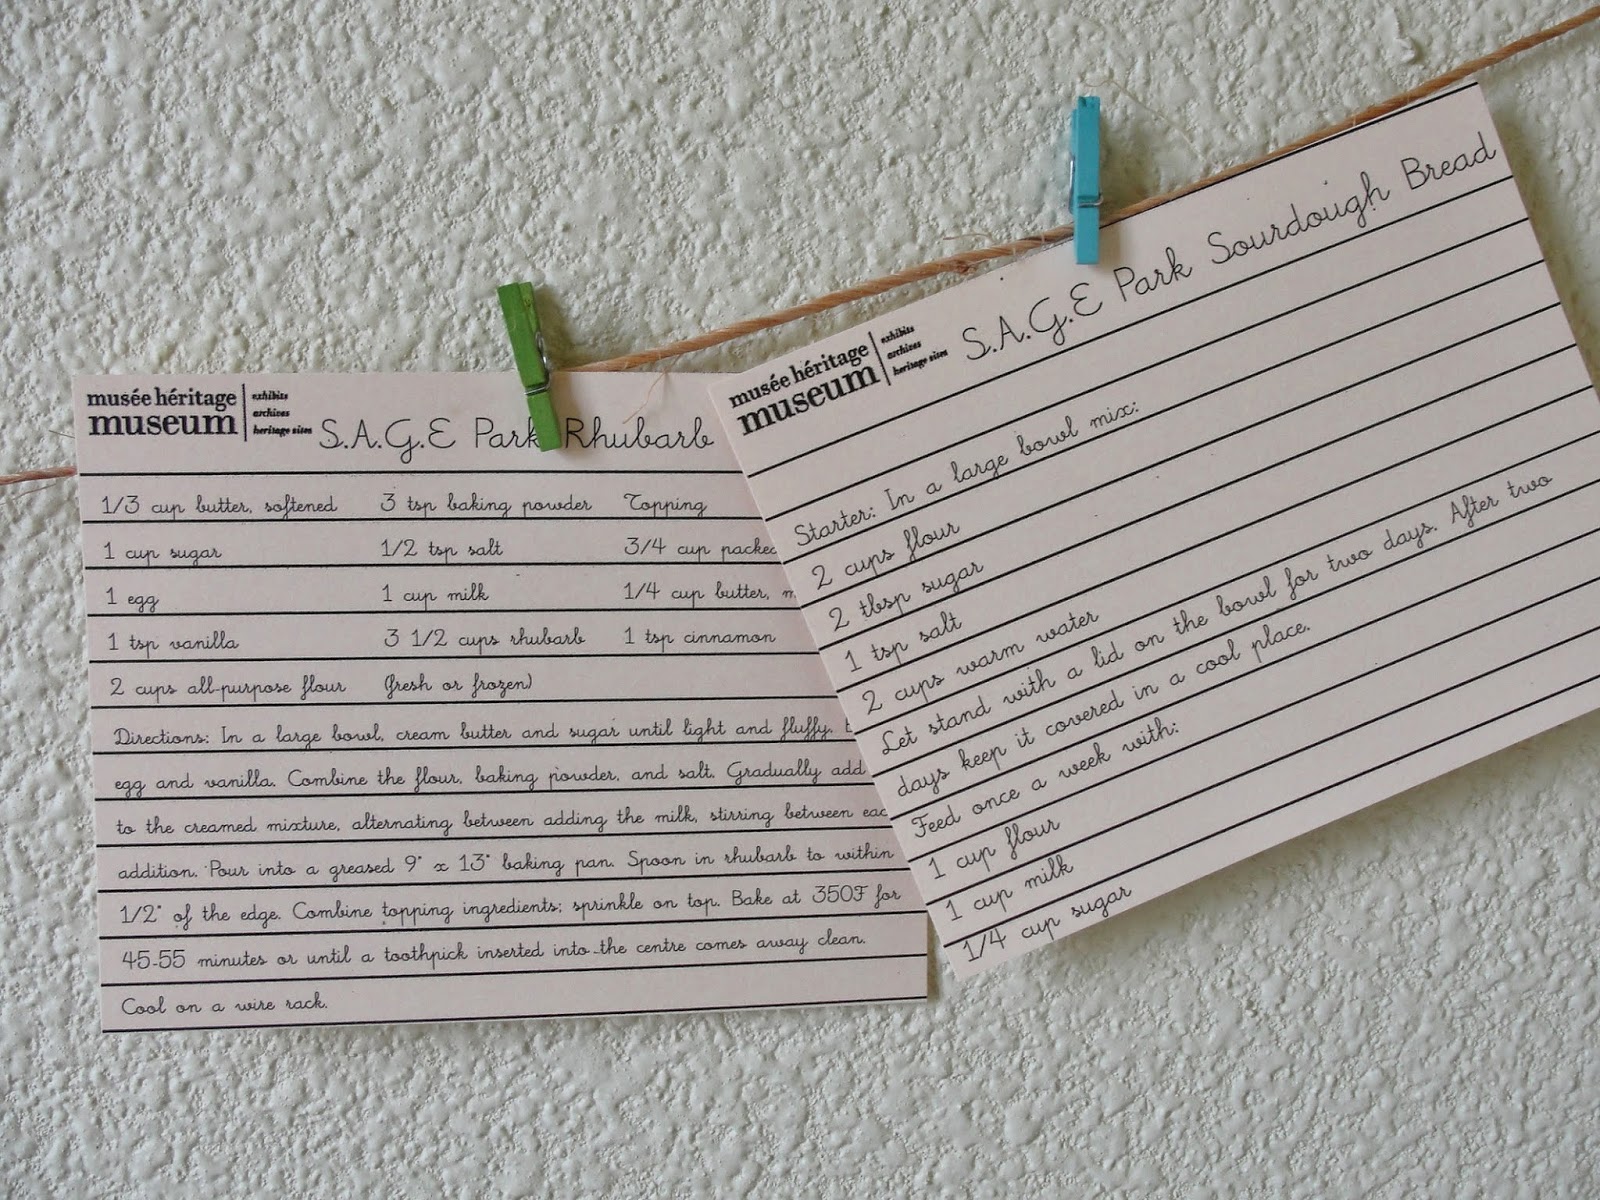 musée héritage
museum
exhibits
archives
heritage sites
S.A.G.E Park Rhubarb
1/3 cup butter, softened 3 tsp baking powder Topping
1 cup sugar 1/2 tsp salt 3/4 cup packed
1 egg 1 cup milk 1/4 cup butter,
1 tsp vanilla 3 1/2 cups rhubarb 1 tsp cinnamon
2 cups all-purpose flour (fresh or frozen)
Directions: In a large bowl, cream butter and sugar until light and fluffy.
egg and vanilla. Combine the flour, baking powder, and salt. Gradually add
to the creamed mixture, alternating between adding the milk, stirring between
addition. Pour into a greased 9" x 13" baking pan. Spoon in rhubarb to within
1/2" of the edge. Combine topping ingredients; sprinkle on top. Bake at 350F for
45-55 minutes or until a toothpick inserted into the centre comes away clean.
Cool on a wire rack.
musée héritage
museum
exhibits
archives
heritage sites
S.A.G.E Park Sourdough Bread
Starter: In a large bowl mix:
2 cups flour
2 tbsp sugar
1 tsp salt
2 cups warm water
Let stand with a lid on the bowl for two days. After two
days keep it covered in a cool place.
Feed once a week with:
1 cup flour
1 cup milk
1/4 cup sugar